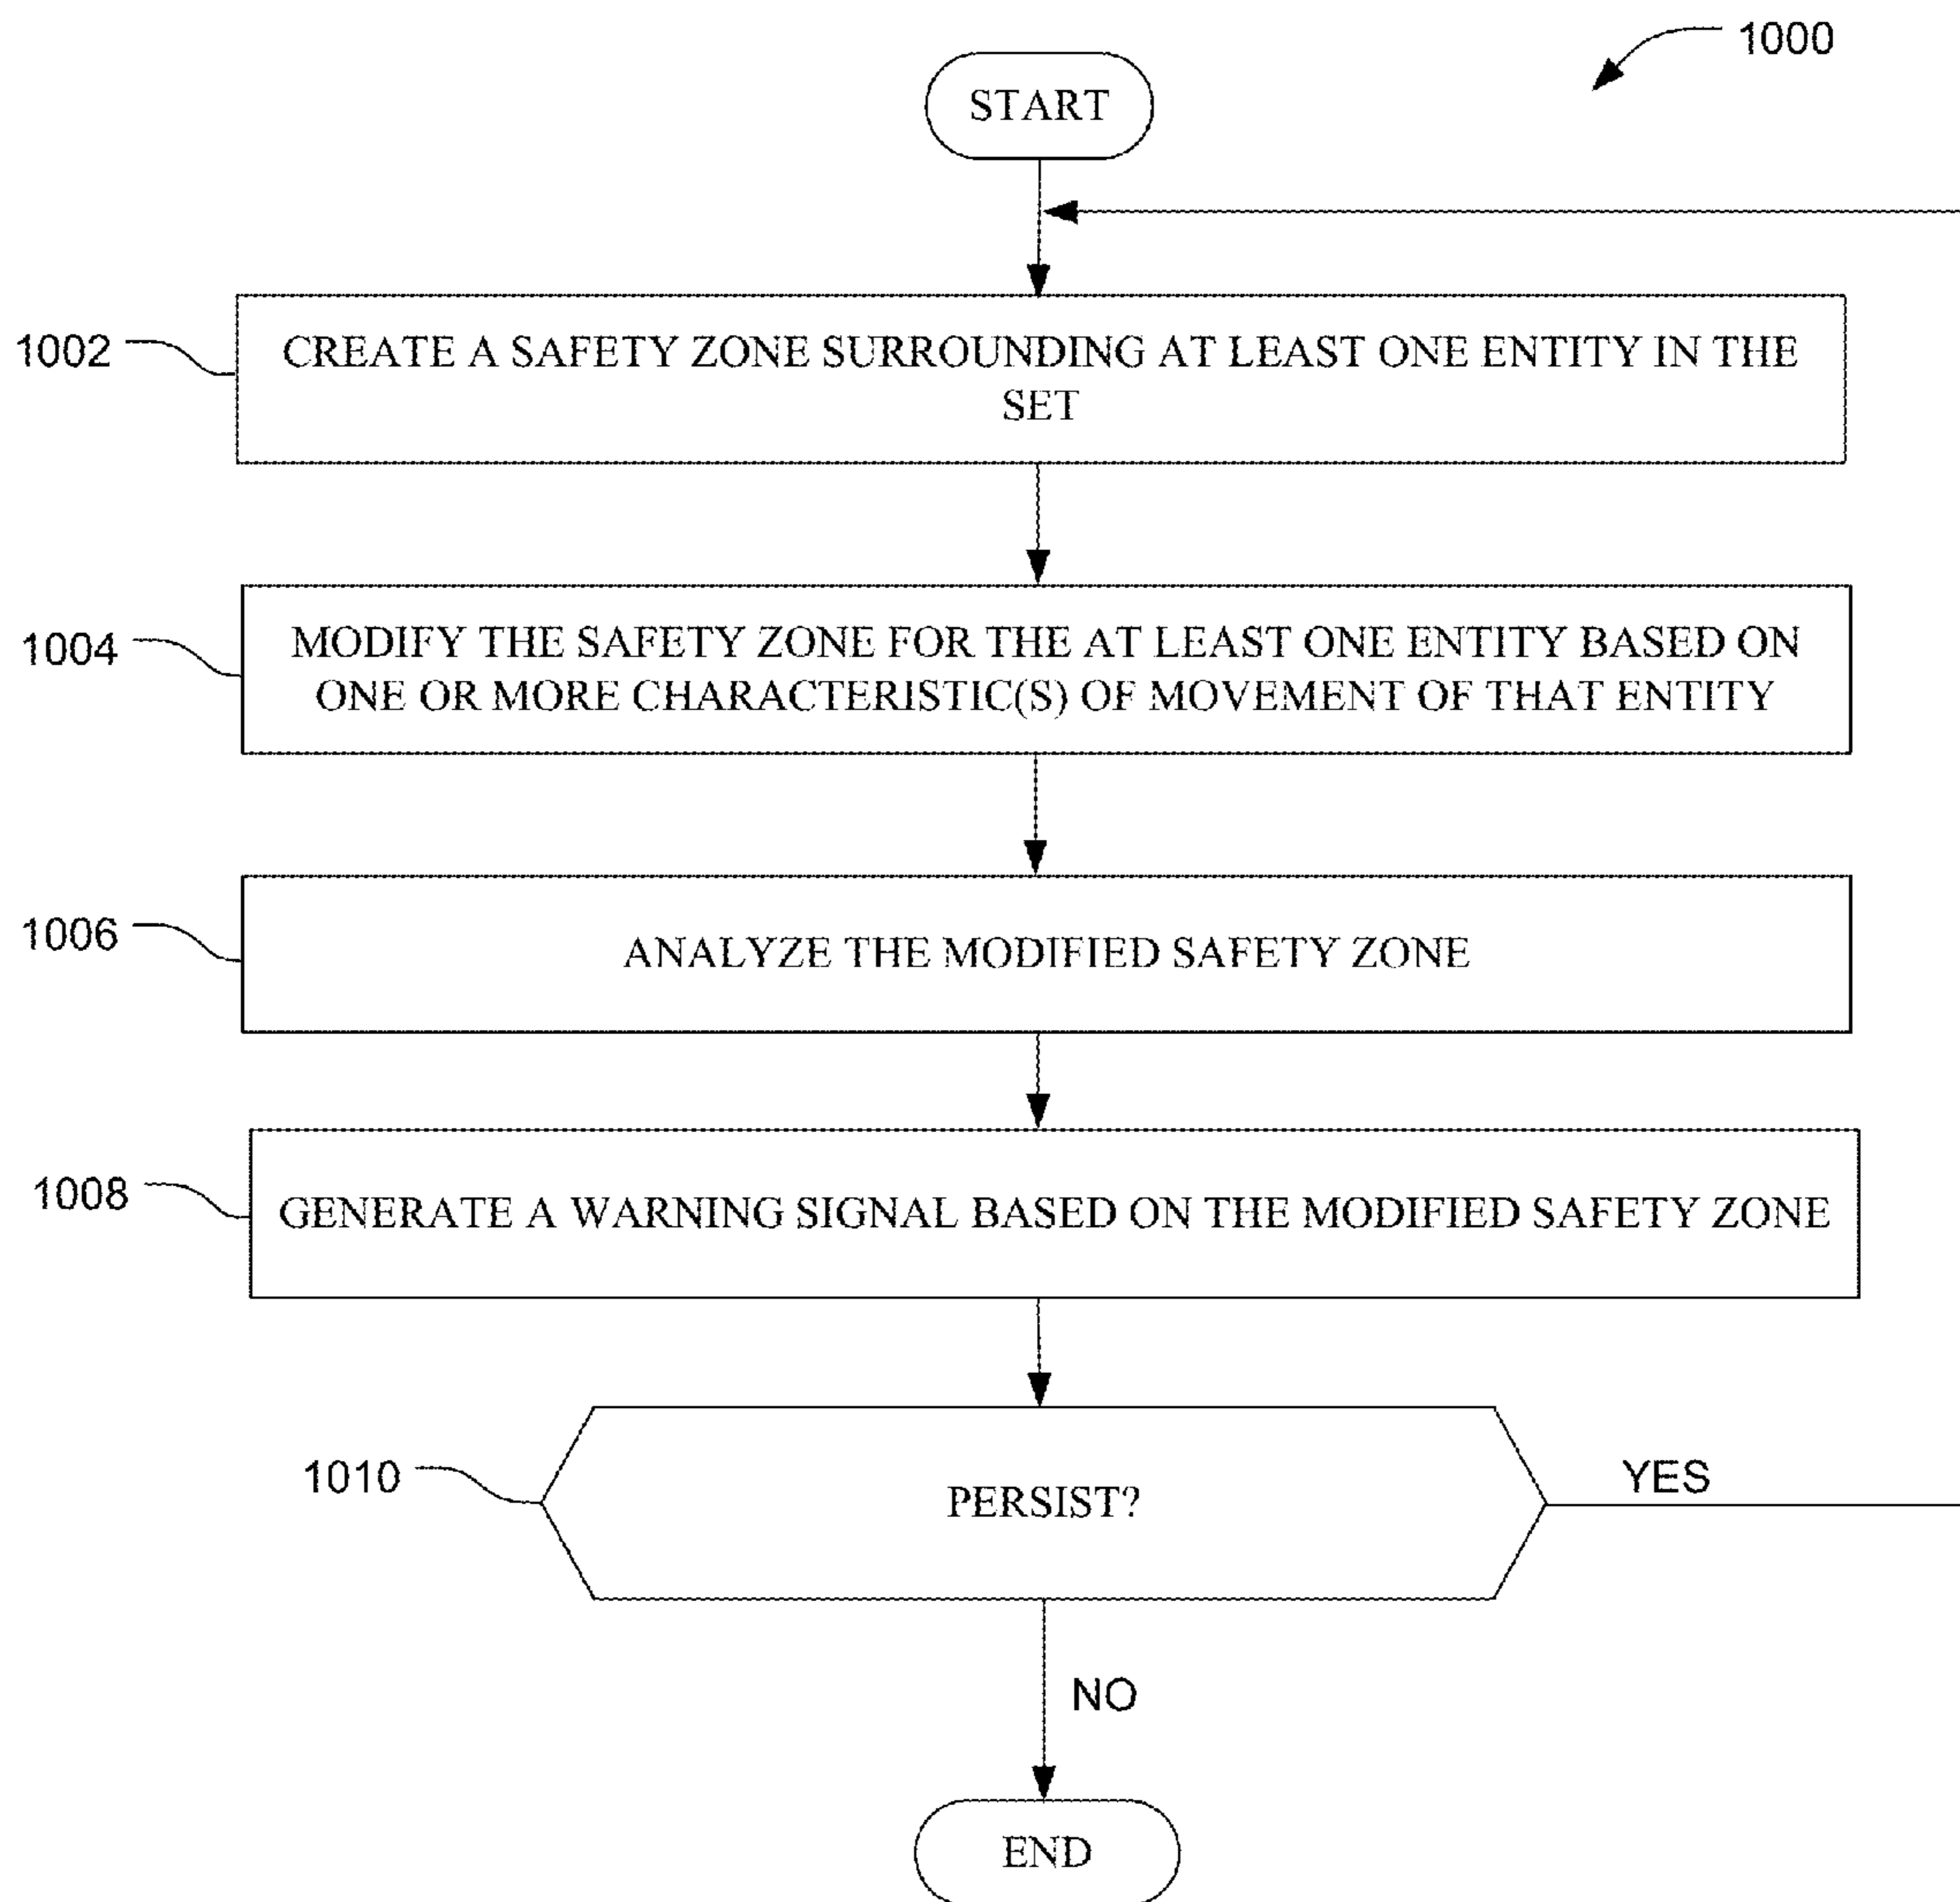 1000
START
1002
CREATE A SAFETY ZONE SURROUNDING AT LEAST ONE ENTITY IN THE
SET
1004
MODIFY THE SAFETY ZONE FOR THE AT LEAST ONE ENTITY BASED ON
ONE OR MORE CHARACTERISTIC(S) OF MOVEMENT OF THAT ENTITY
1006
ANALYZE THE MODIFIED SAFETY ZONE
1008
GENERATE A WARNING SIGNAL BASED ON THE MODIFIED SAFETY ZONE
1010
PERSIST?
YES
NO
END